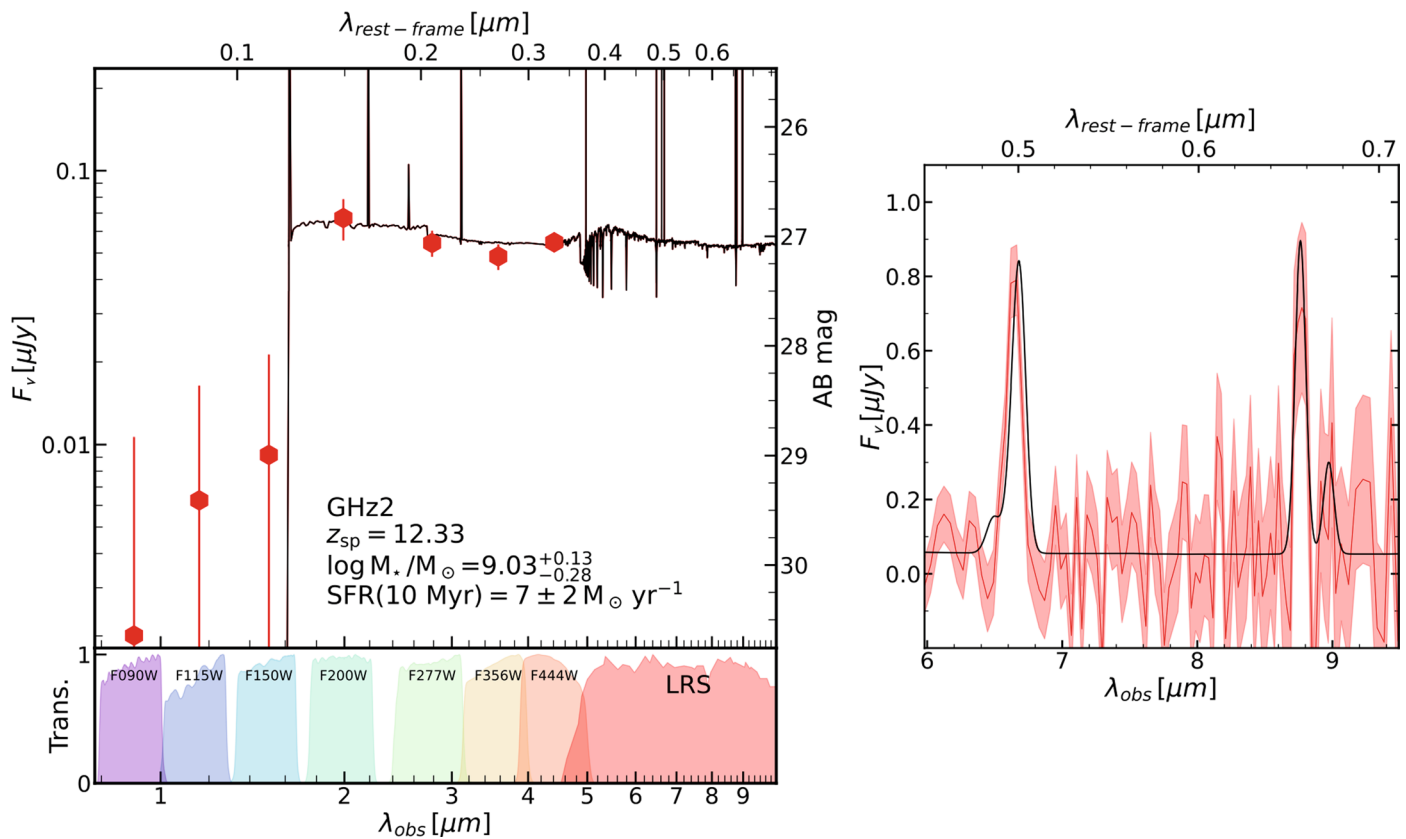 λrest−frame [μm]
0.1 0.2 0.3 0.4 0.5 0.6
0.1
0.01
Fν [μJy]
26
27
28
29
30
AB mag
GHz2
zsp = 12.33
log M⋆/M⊙ = 9.03+0.13−0.28
SFR(10 Myr) = 7 ± 2 M⊙ yr−1
1
0
Trans.
F090W F115W F150W F200W F277W F356W F444W LRS
1 2 3 4 5 6 7 8 9
λobs [μm]
λrest−frame [μm]
0.5 0.6 0.7
1.0
0.8
0.6
0.4
0.2
0.0
Fν [μJy]
6 7 8 9
λobs [μm]